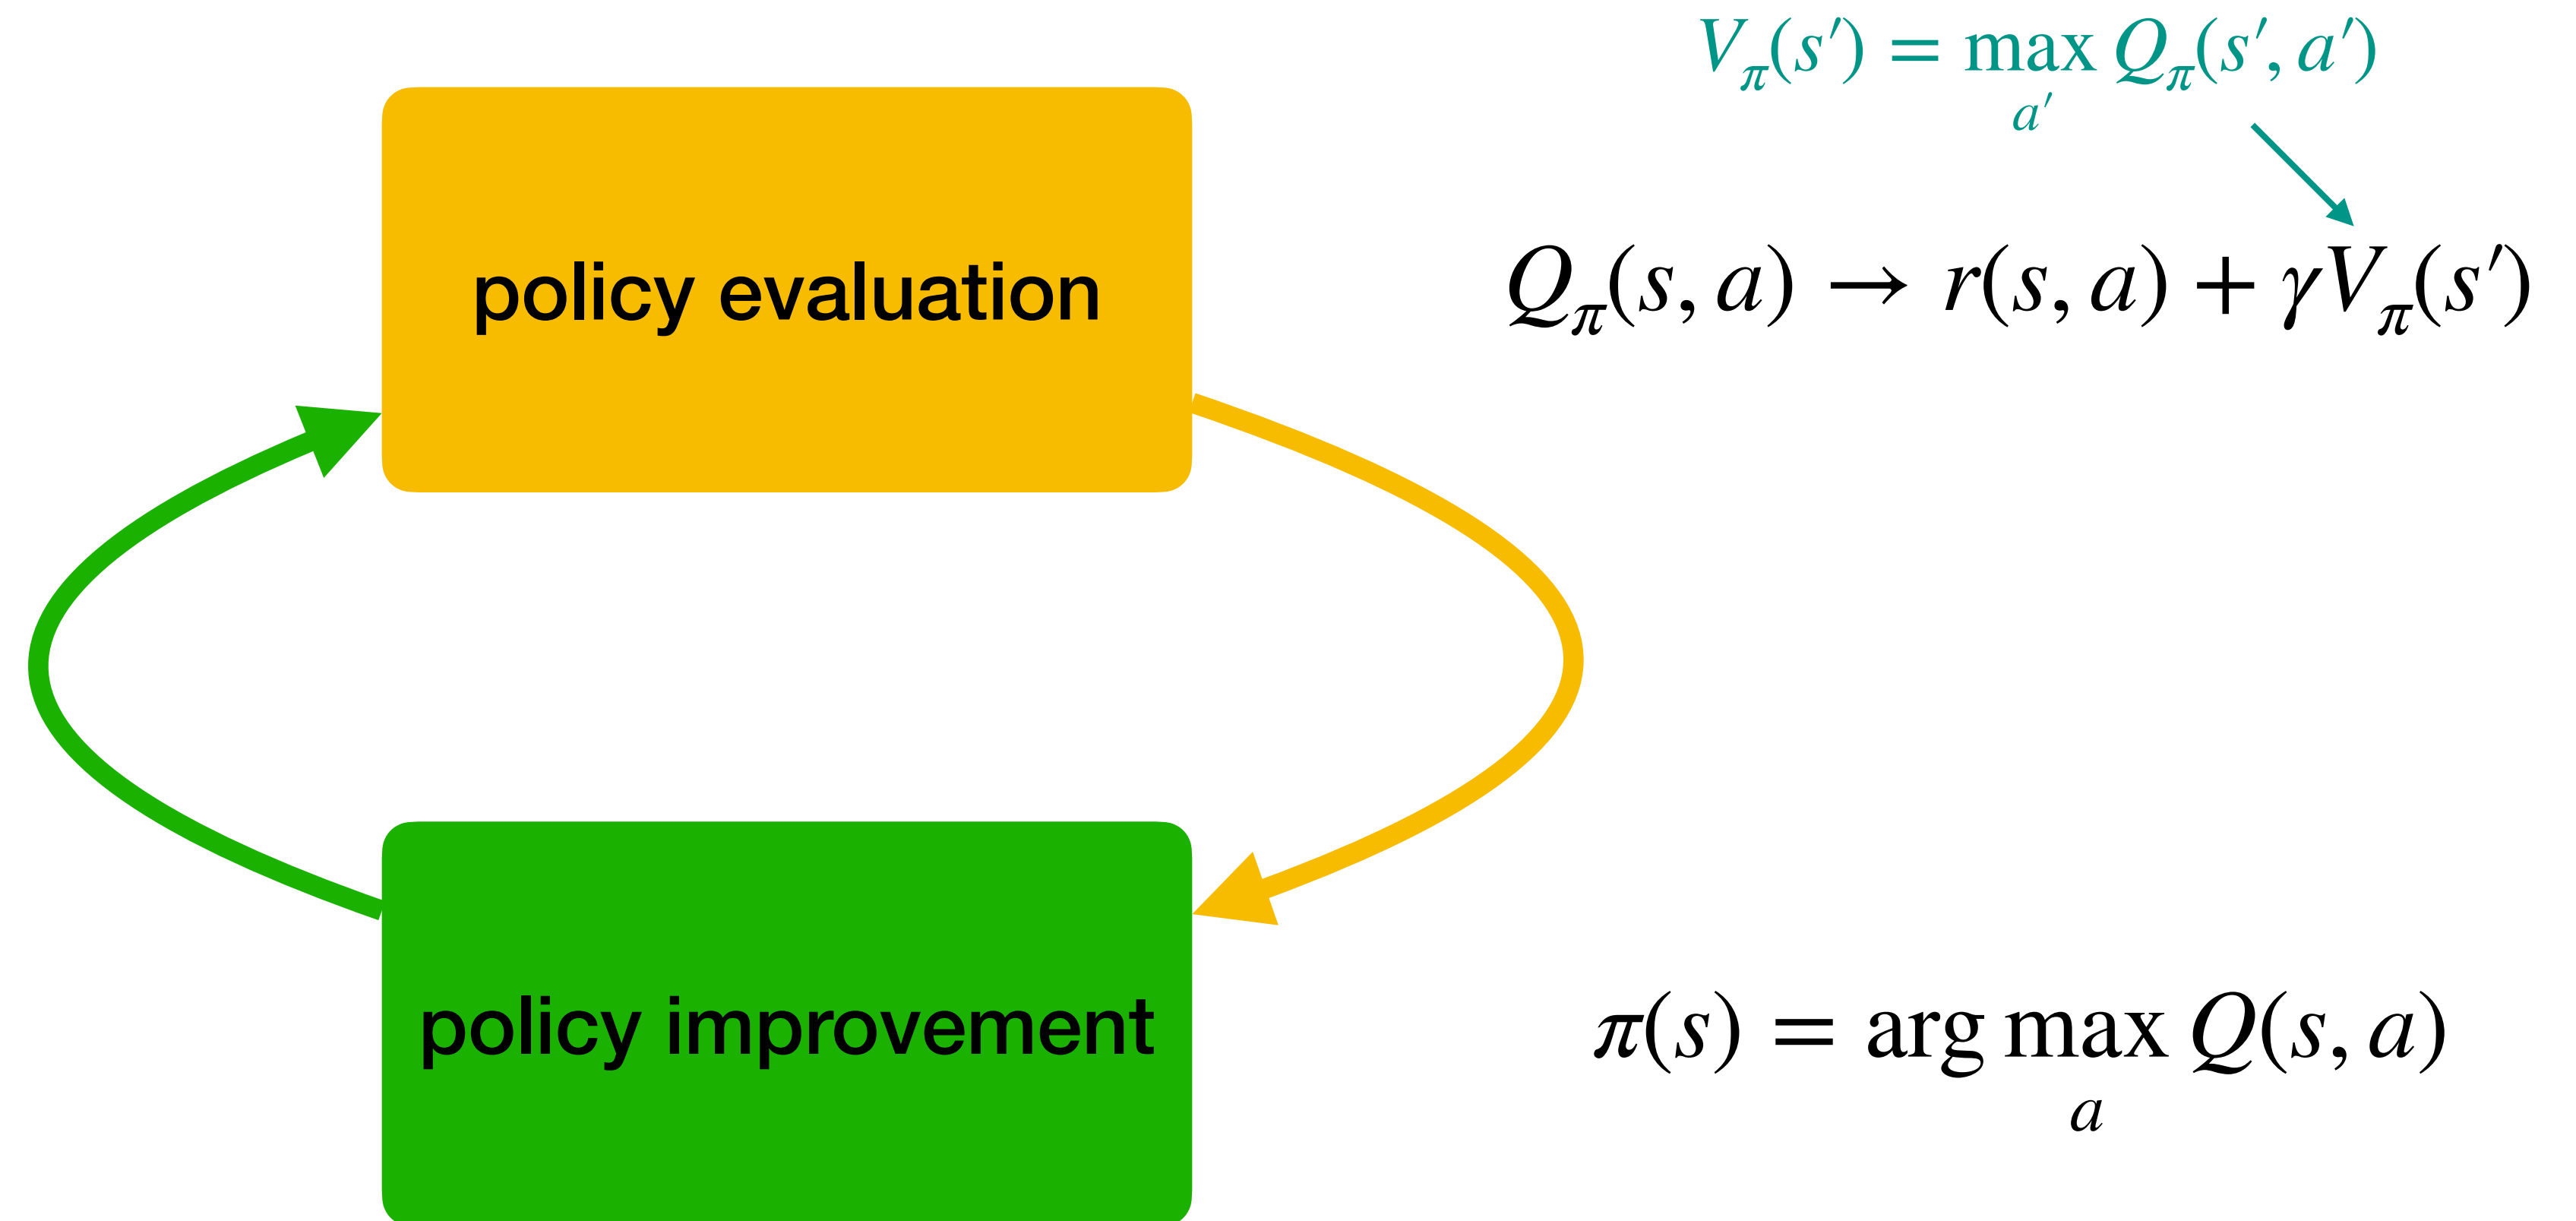 V_π(s′) = max_{a′} Q_π(s′, a′)
policy evaluation
Q_π(s, a) → r(s, a) + γV_π(s′)
policy improvement
π(s) = arg max_a Q(s, a)